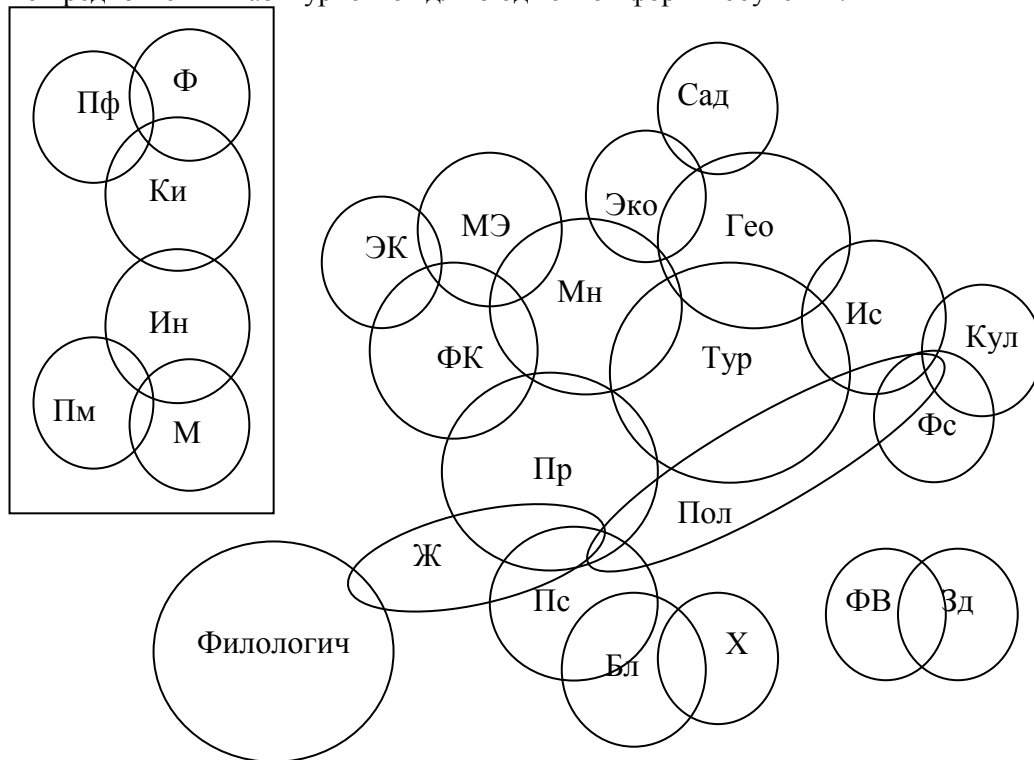 Ф
Пф
Сад
Ки
Эко
Гео
МЭ
ЭК
Мн
Ис
Ин
Кул
ФК
Тур
Пм
М
Фс
Пр
Пол
Ж
Пс
ФВ
Зд
Филологич
Х
Бл